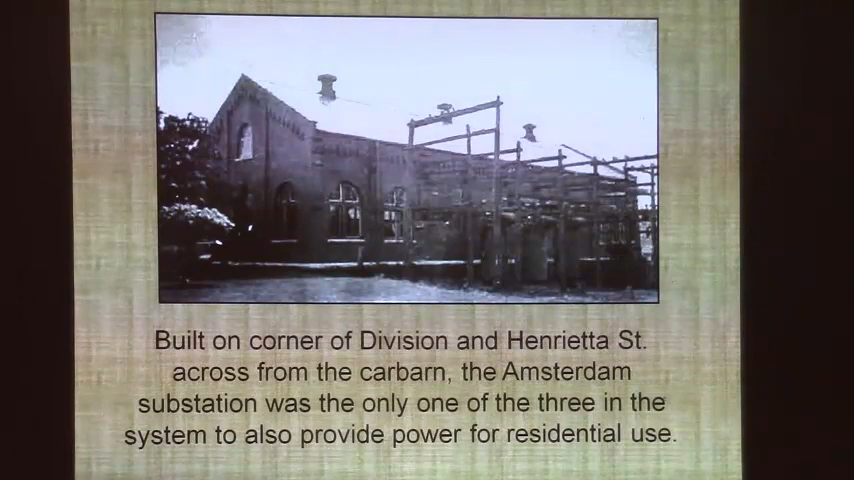 Built on corner of Division and Henrietta St.
across from the carbarn, the Amsterdam
substation was the only one of the three in the
system to also provide power for residential use.